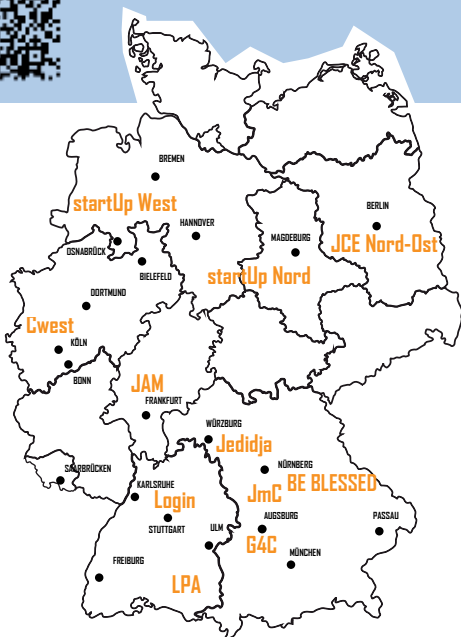 BREMEN
startUp West
BERLIN
HANNOVER
MAGDEBURG
JCE Nord-Ost
OSNABRÜCK
BIELEFELD
startUp Nord
DORTMUND
C'west
KÖLN
BONN
JAM
FRANKFURT
WÜRZBURG
Jedidja
SAARBRÜCKEN
NÜRNBERG
KARLSRUHE
JmC
BE BLESSED
Login
AUGSBURG
PASSAU
STUTTGART
ULM
G4C
MÜNCHEN
FREIBURG
LPA